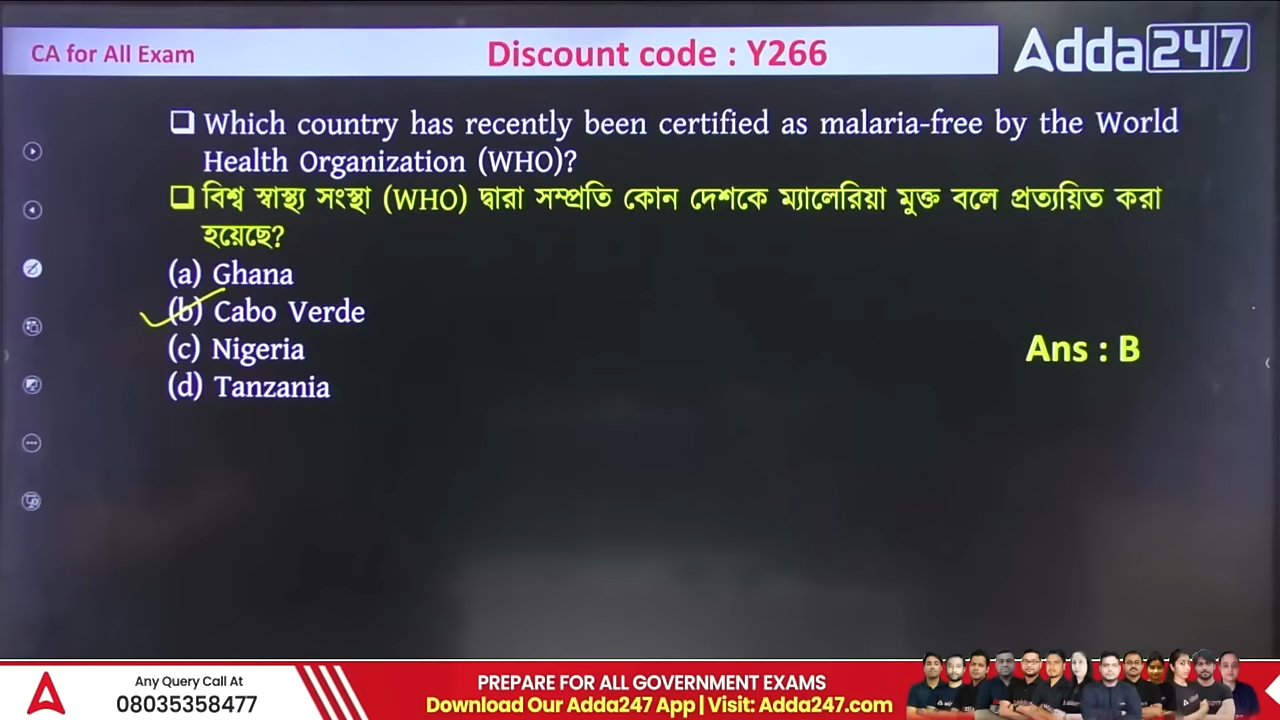 CA for All Exam
Discount code : Y266
Adda247
❑ Which country has recently been certified as malaria-free by the World
Health Organization (WHO)?
❑ বিশ্ব স্বাস্থ্য সংস্থা (WHO) দ্বারা সম্প্রতি কোন দেশকে ম্যালেরিয়া মুক্ত বলে প্রত্যয়িত করা
হয়েছে?
(a) Ghana
(b) Cabo Verde
(c) Nigeria
(d) Tanzania
Ans : B
Any Query Call At
08035358477
PREPARE FOR ALL GOVERNMENT EXAMS
Download Our Adda247 App | Visit: Adda247.com